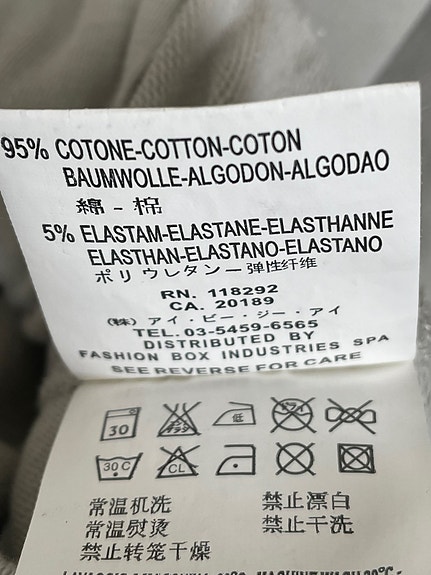 95% COTONE-COTTON-COTON
BAUMWOLLE-ALGODON-ALGODAO
綿 - 棉
5% ELASTAM-ELASTANE-ELASTHANNE
ELASTHAN-ELASTANO-ELASTANO
ポリウレタン－弹性纤维
RN. 118292
CA. 20189
(株) アイ・ビー・ジー・アイ
TEL. 03-5459-6565
DISTRIBUTED BY
FASHION BOX INDUSTRIES SPA
SEE REVERSE FOR CARE
30 低
30 C CL
常温机洗 禁止漂白
常温熨烫 禁止干洗
禁止转笼干燥